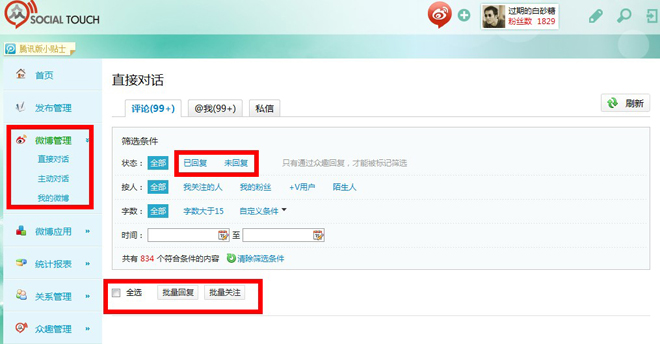 SOCIAL TOUCH
过期的白砂糖
粉丝数 1829
腾讯版小贴士
首页
发布管理
微博管理
直接对话
主动对话
我的微博
微博应用 »
统计报表 »
关系管理 »
众趣管理 »
直接对话
评论(99+) @我(99+) 私信
刷新
筛选条件
状态： 全部 已回复 未回复 只有通过众趣回复，才能被标记筛选
按人： 全部 我关注的人 我的粉丝 +V用户 陌生人
字数： 全部 字数大于15 自定义条件
时间： 至
共有 834 个符合条件的内容 清除筛选条件
全选 批量回复 批量关注